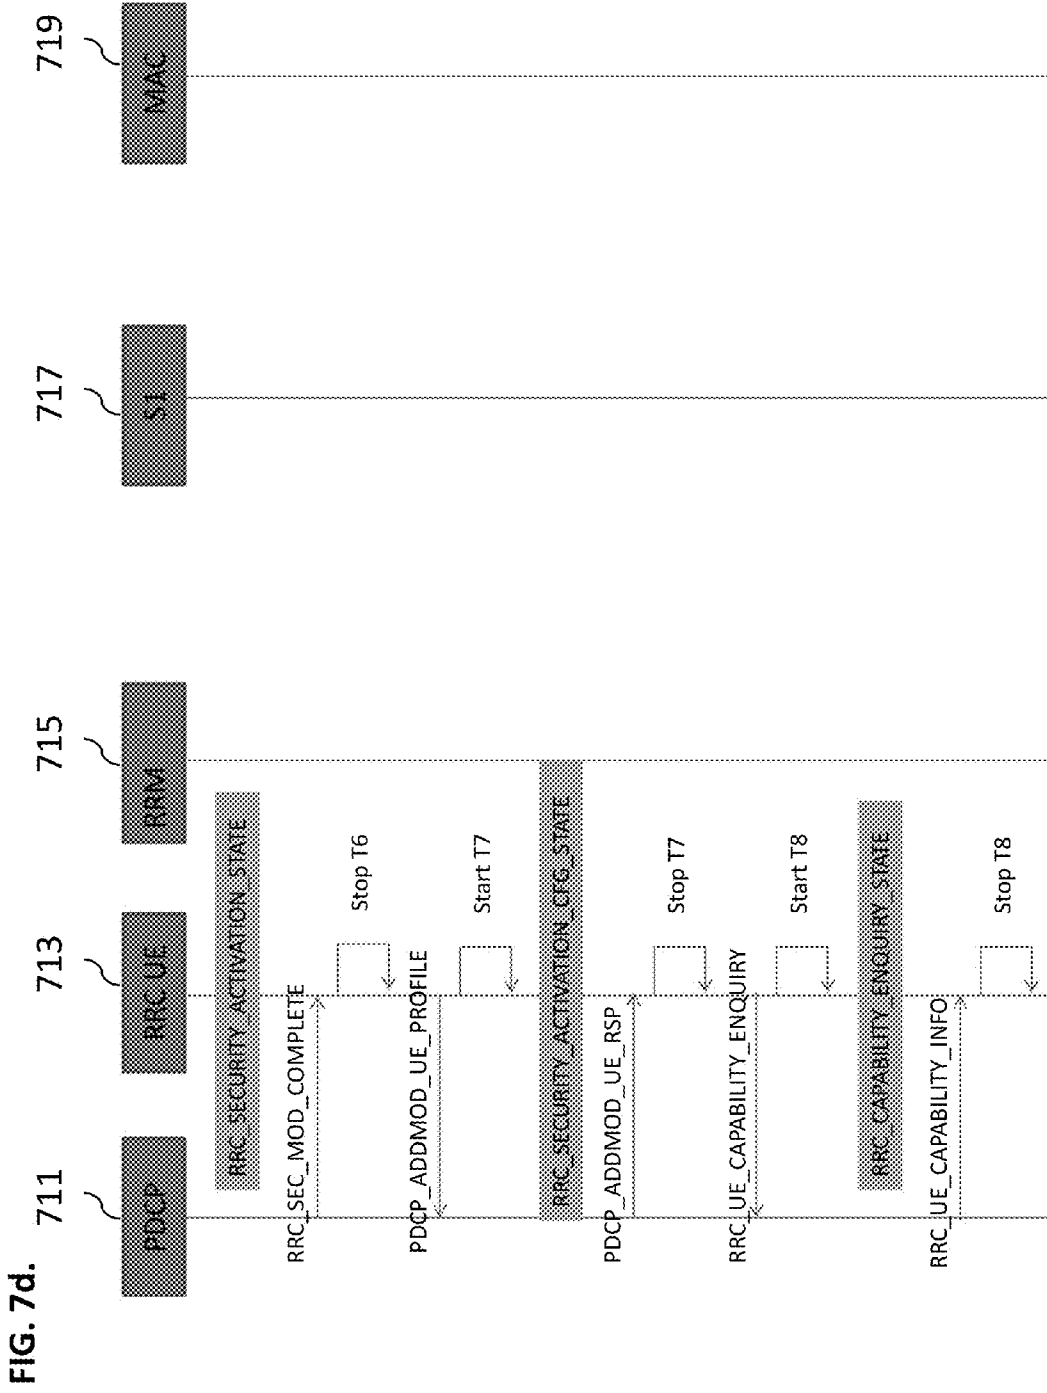 FIG. 7d.
711
713
715
717
719
PDCP
RRC UE
RRM
S1
MAC
RRC_SECURITY_ACTIVATION_STATE
RRC_SEC_MOD_COMPLETE
Stop T6
PDCP_ADDMOD_UE_PROFILE
Start T7
RRC_SECURITY_ACTIVATION_CFG_STATE
PDCP_ADDMOD_UE_RSP
Stop T7
RRC_UE_CAPABILITY_ENQUIRY
Start T8
RRC_CAPABILITY_ENQUIRY_STATE
RRC_UE_CAPABILITY_INFO
Stop T8